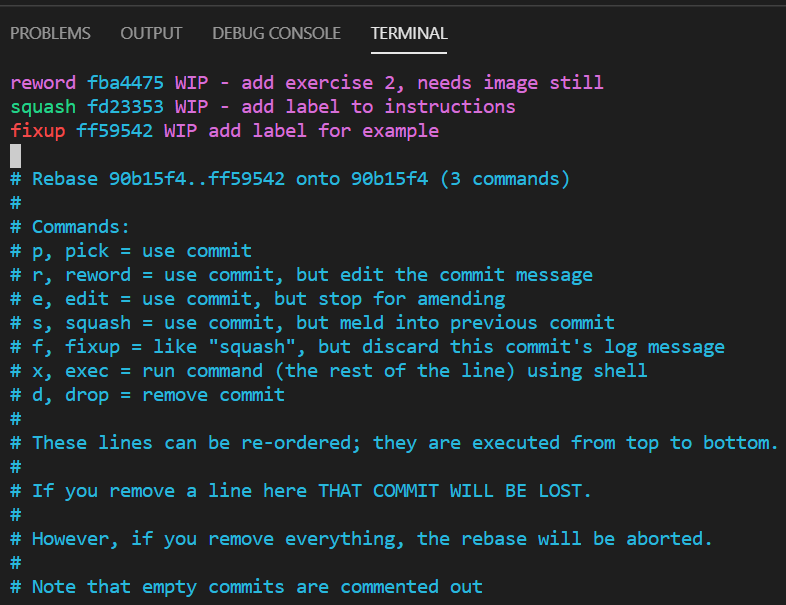 PROBLEMS OUTPUT DEBUG CONSOLE TERMINAL
reword fba4475 WIP - add exercise 2, needs image still
squash fd23353 WIP - add label to instructions
fixup ff59542 WIP add label for example
# Rebase 90b15f4..ff59542 onto 90b15f4 (3 commands)
#
# Commands:
# p, pick = use commit
# r, reword = use commit, but edit the commit message
# e, edit = use commit, but stop for amending
# s, squash = use commit, but meld into previous commit
# f, fixup = like "squash", but discard this commit's log message
# x, exec = run command (the rest of the line) using shell
# d, drop = remove commit
#
# These lines can be re-ordered; they are executed from top to bottom.
#
# If you remove a line here THAT COMMIT WILL BE LOST.
#
# However, if you remove everything, the rebase will be aborted.
#
# Note that empty commits are commented out